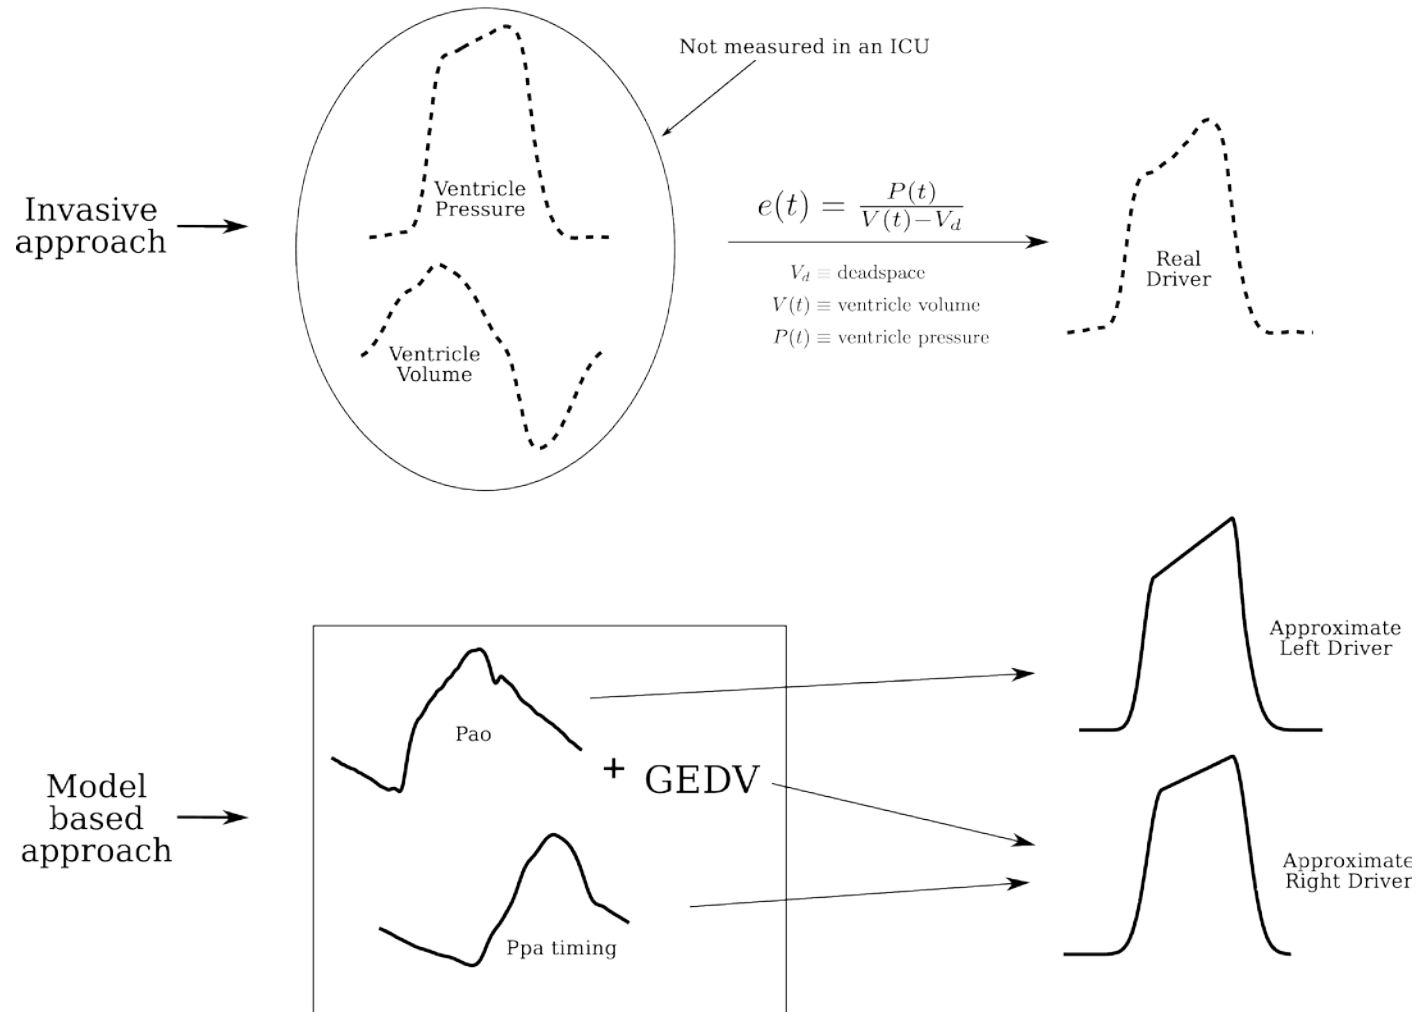 Not measured in an ICU
Invasive
approach
Ventricle
Pressure
Ventricle
Volume
e(t) = P(t) / V(t)−V_d
V_d ≡ deadspace
V(t) ≡ ventricle volume
P(t) ≡ ventricle pressure
Real
Driver
Model
based
approach
Pao
+ GEDV
Ppa timing
Approximate
Left Driver
Approximate
Right Driver